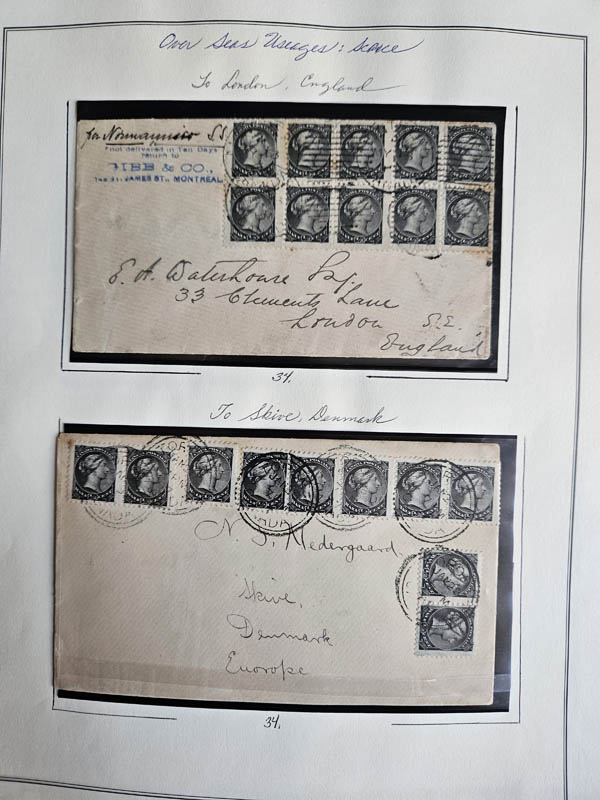 Over Seas Useages: Scarce
To London, England
per Normannia SS.
If not delivered in Ten Days
return to
GIBB & CO.,
ST. JAMES ST., MONTREAL
E. A. Waterhouse Esq.
33 Clements Lane
London S.E.
England
34.
To Skive, Denmark
N. J. Nedergaard,
Skive,
Denmark
Euorope
34.